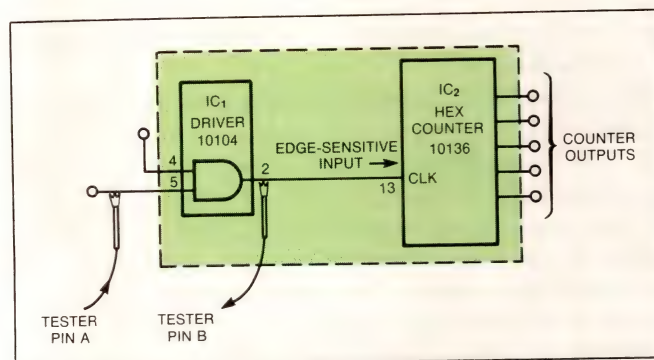 IC₁
DRIVER
10104
4
5
2
EDGE-SENSITIVE
INPUT
13
CLK
IC₂
HEX
COUNTER
10136
COUNTER
OUTPUTS
TESTER
PIN A
TESTER
PIN B